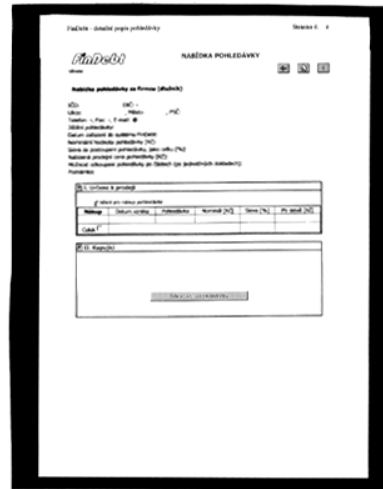 FinDebt - detailní popis pohledávky Stránka č. 1
FinDebt
NABÍDKA POHLEDÁVKY
Nabídka pohledávky za firmou (dlužník)
IČO: DIČ: -
Ulice: , Město: , PSČ:
Telefon: -, Fax: -, E-mail:
Jištění pohledávky:
Datum zařazení do systému FinDebt:
Nominální hodnota pohledávky [Kč]:
Sleva za postoupení pohledávky, jako celku [%]:
Nabízená prodejní cena pohledávky [Kč]:
Možnost odkoupení pohledávky po částech (po jednotlivých dokladech):
Poznámka:
I. Určeno k prodeji
pro nákup pohledávky
Nákup Datum vzniku Pohledávka Nominál [Kč] Sleva [%] Po slevě [Kč]
Celek
II. Kupující